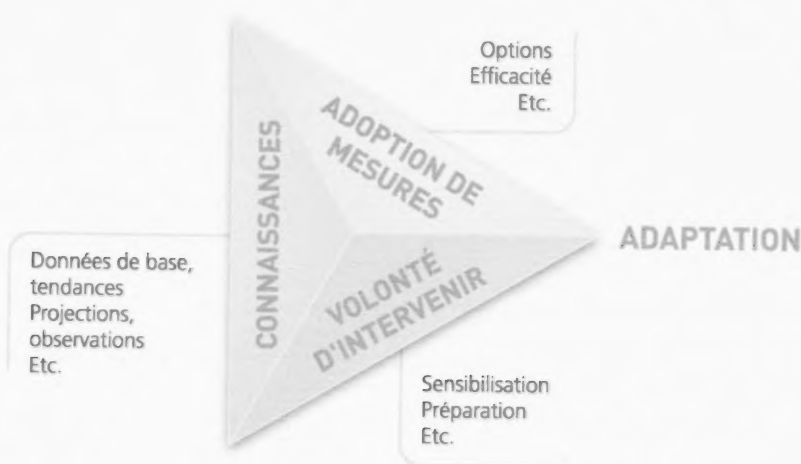 Options
Efficacité
Etc.
ADOPTION DE
MESURES
CONNAISSANCES
ADAPTATION
Données de base,
tendances
Projections,
observations
Etc.
VOLONTÉ
D'INTERVENIR
Sensibilisation
Préparation
Etc.